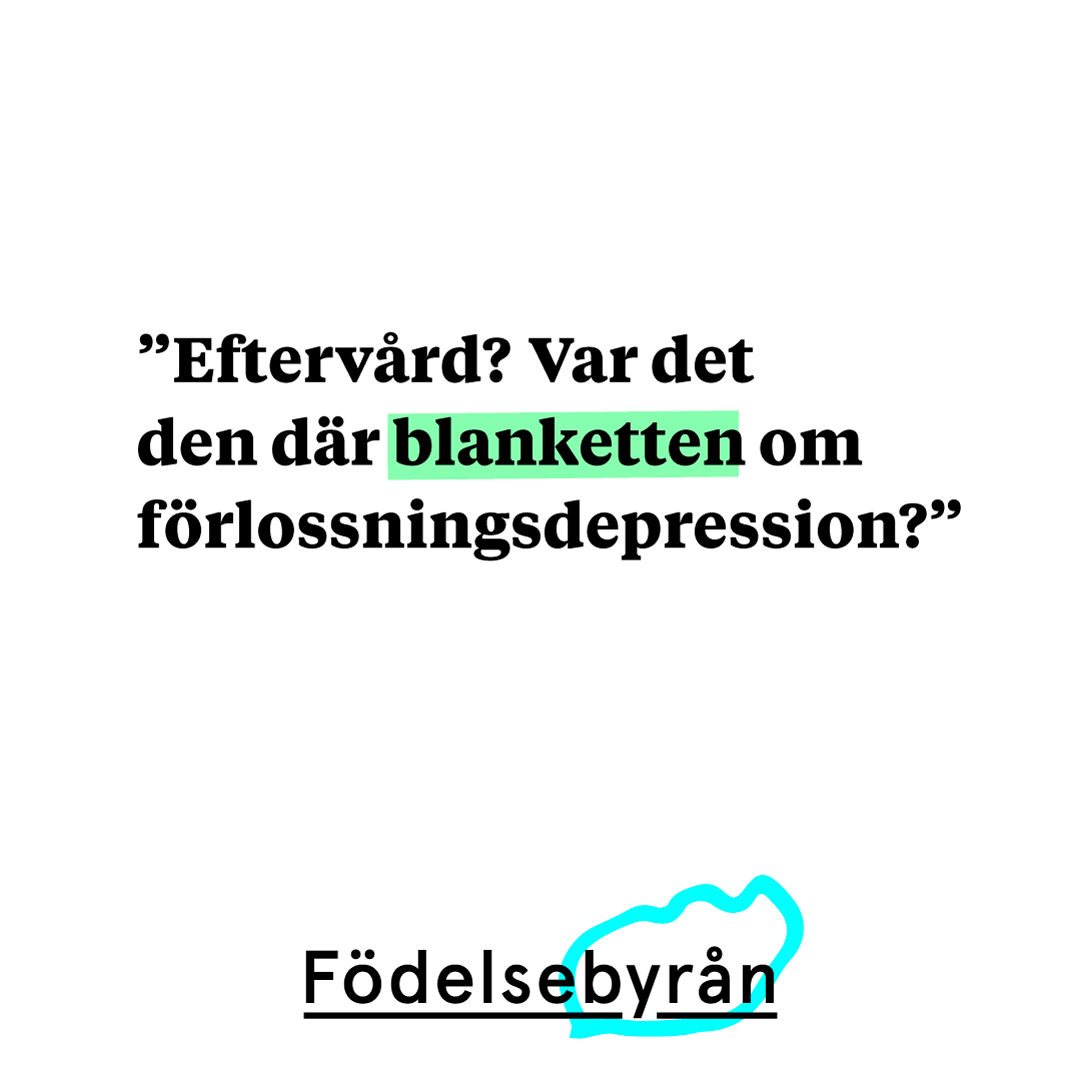 ”Eftervård? Var det
den där blanketten om
förlossningsdepression?”
Födelsebyrån